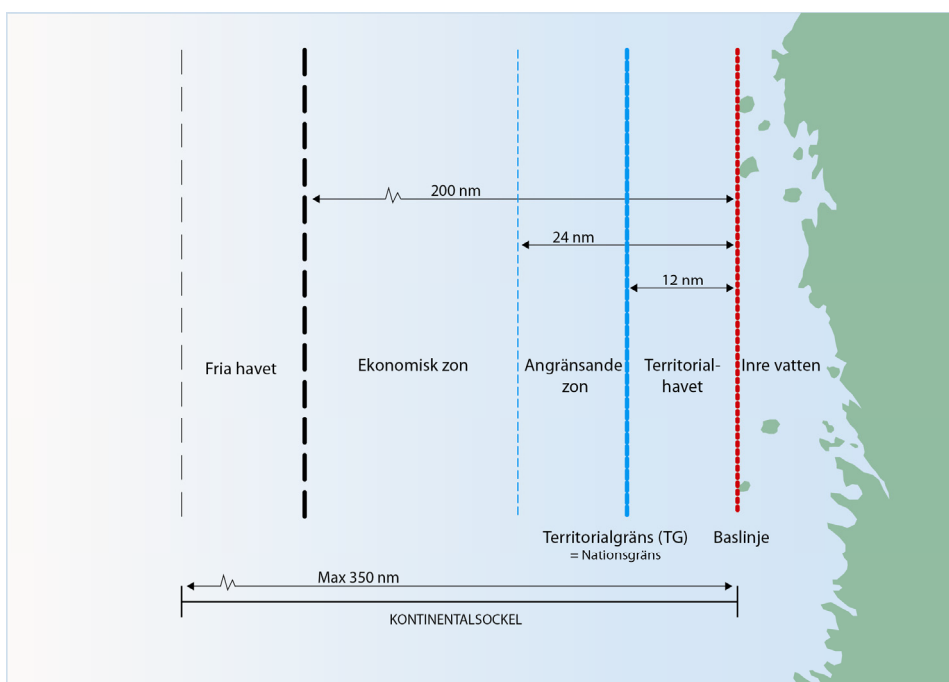 200 nm
24 nm
12 nm
Fria havet
Ekonomisk zon
Angränsande
zon
Territorial-
havet
Inre vatten
Territorialgräns (TG)
= Nationsgräns
Baslinje
Max 350 nm
KONTINENTALSOCKEL